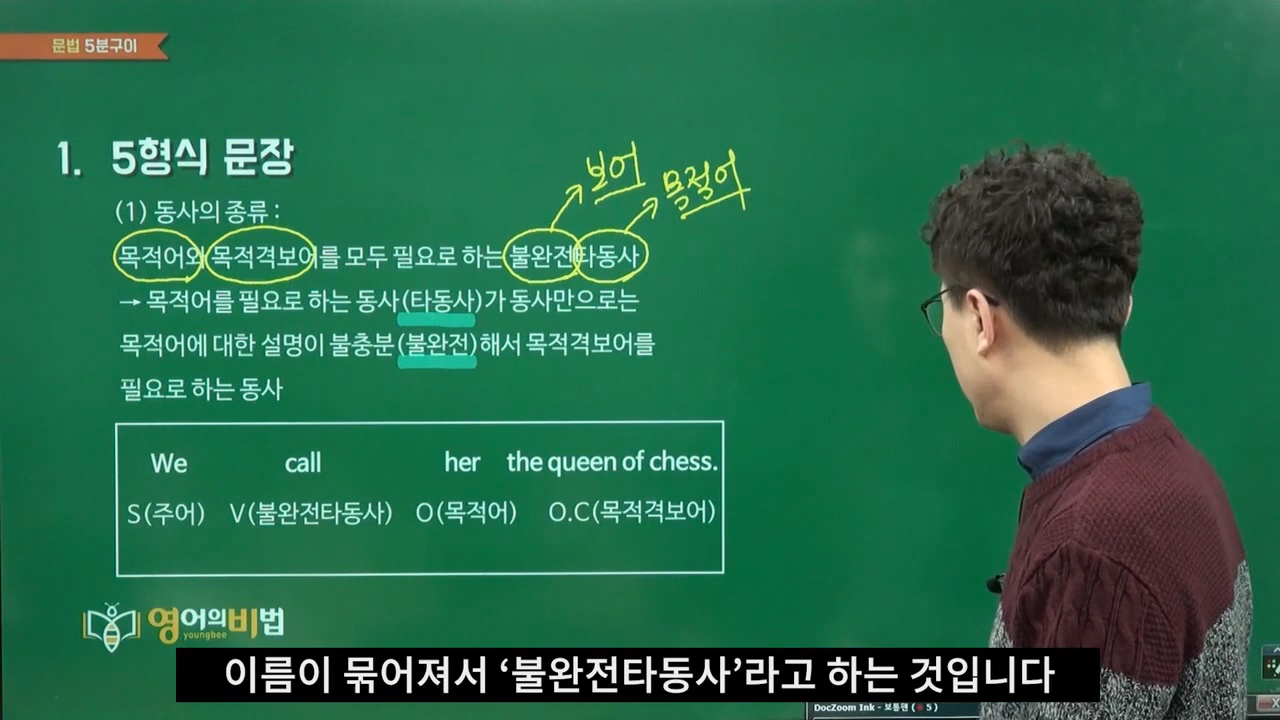 문법 5분구이
1. 5형식 문장
보어
목적어
(1) 동사의 종류 :
목적어와 목적격보어를 모두 필요로 하는 불완전타동사
→ 목적어를 필요로 하는 동사(타동사)가 동사만으로는
목적어에 대한 설명이 불충분(불완전)해서 목적격보어를
필요로 하는 동사
We call her the queen of chess.
S(주어) V(불완전타동사) O(목적어) O.C(목적격보어)
영어의비법
youngbee
이름이 묶어져서 ‘불완전타동사’라고 하는 것입니다
DocZoom Ink - 보통펜 ( 5 )